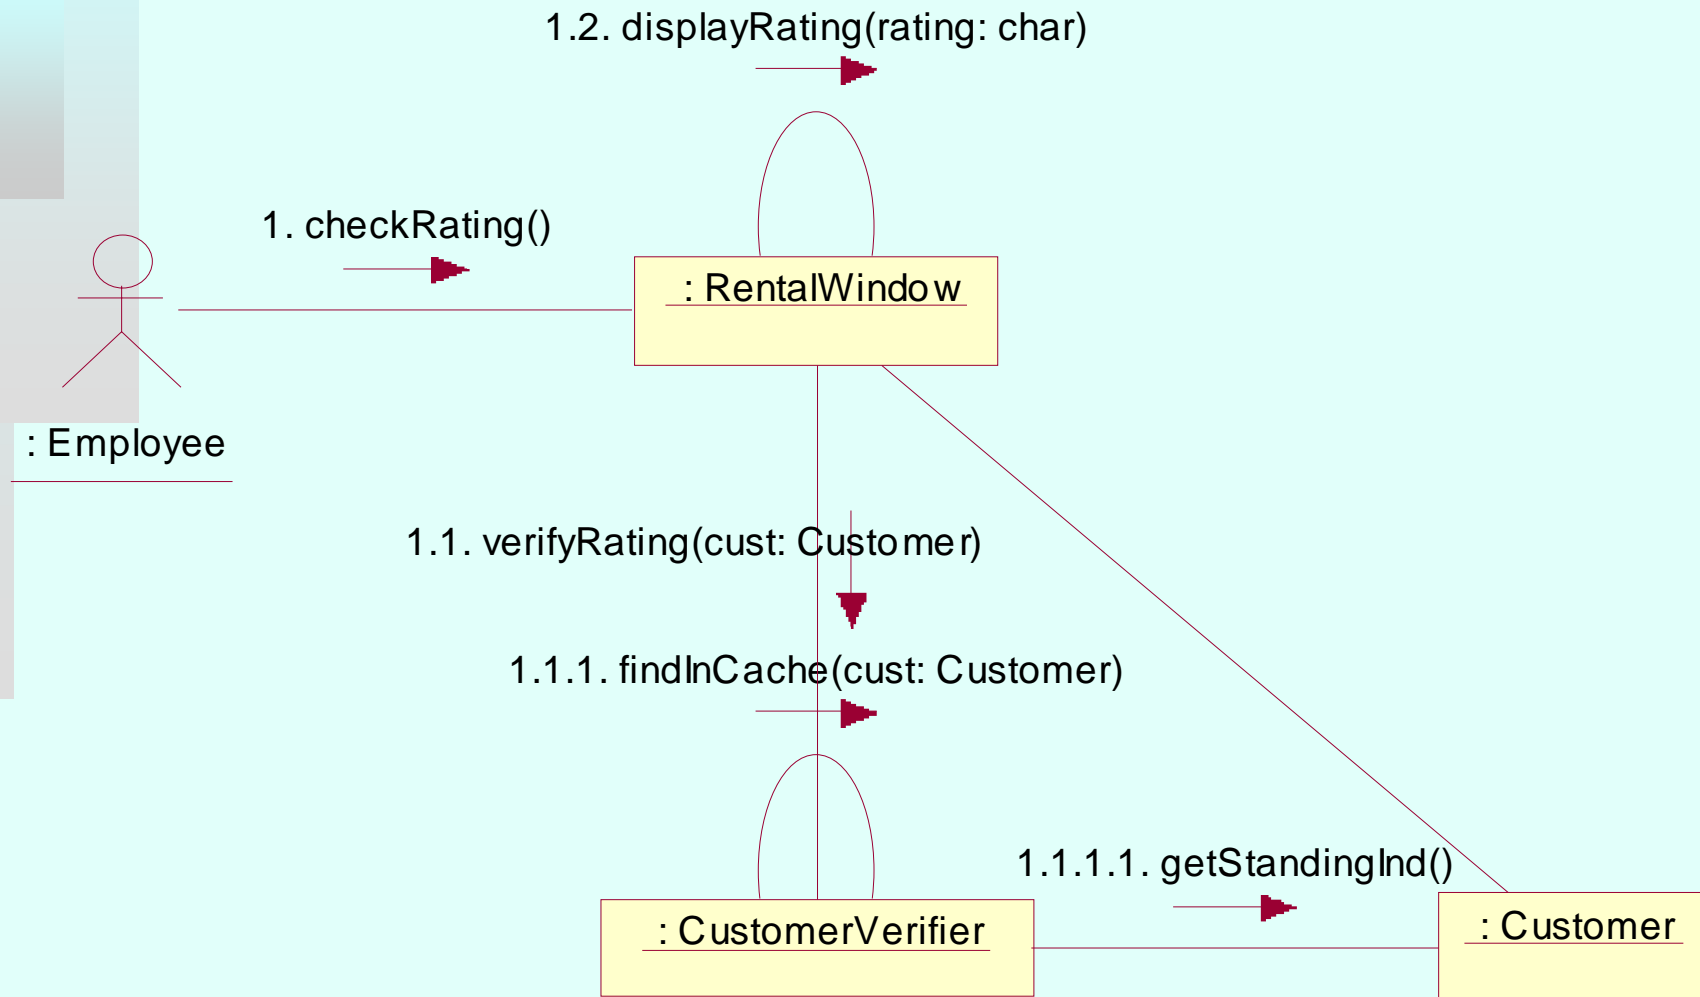 1.2. displayRating(rating: char)
1. checkRating()
: RentalWindow
: Employee
1.1. verifyRating(cust: Customer)
1.1.1. findInCache(cust: Customer)
1.1.1.1. getStandingInd()
: CustomerVerifier
: Customer